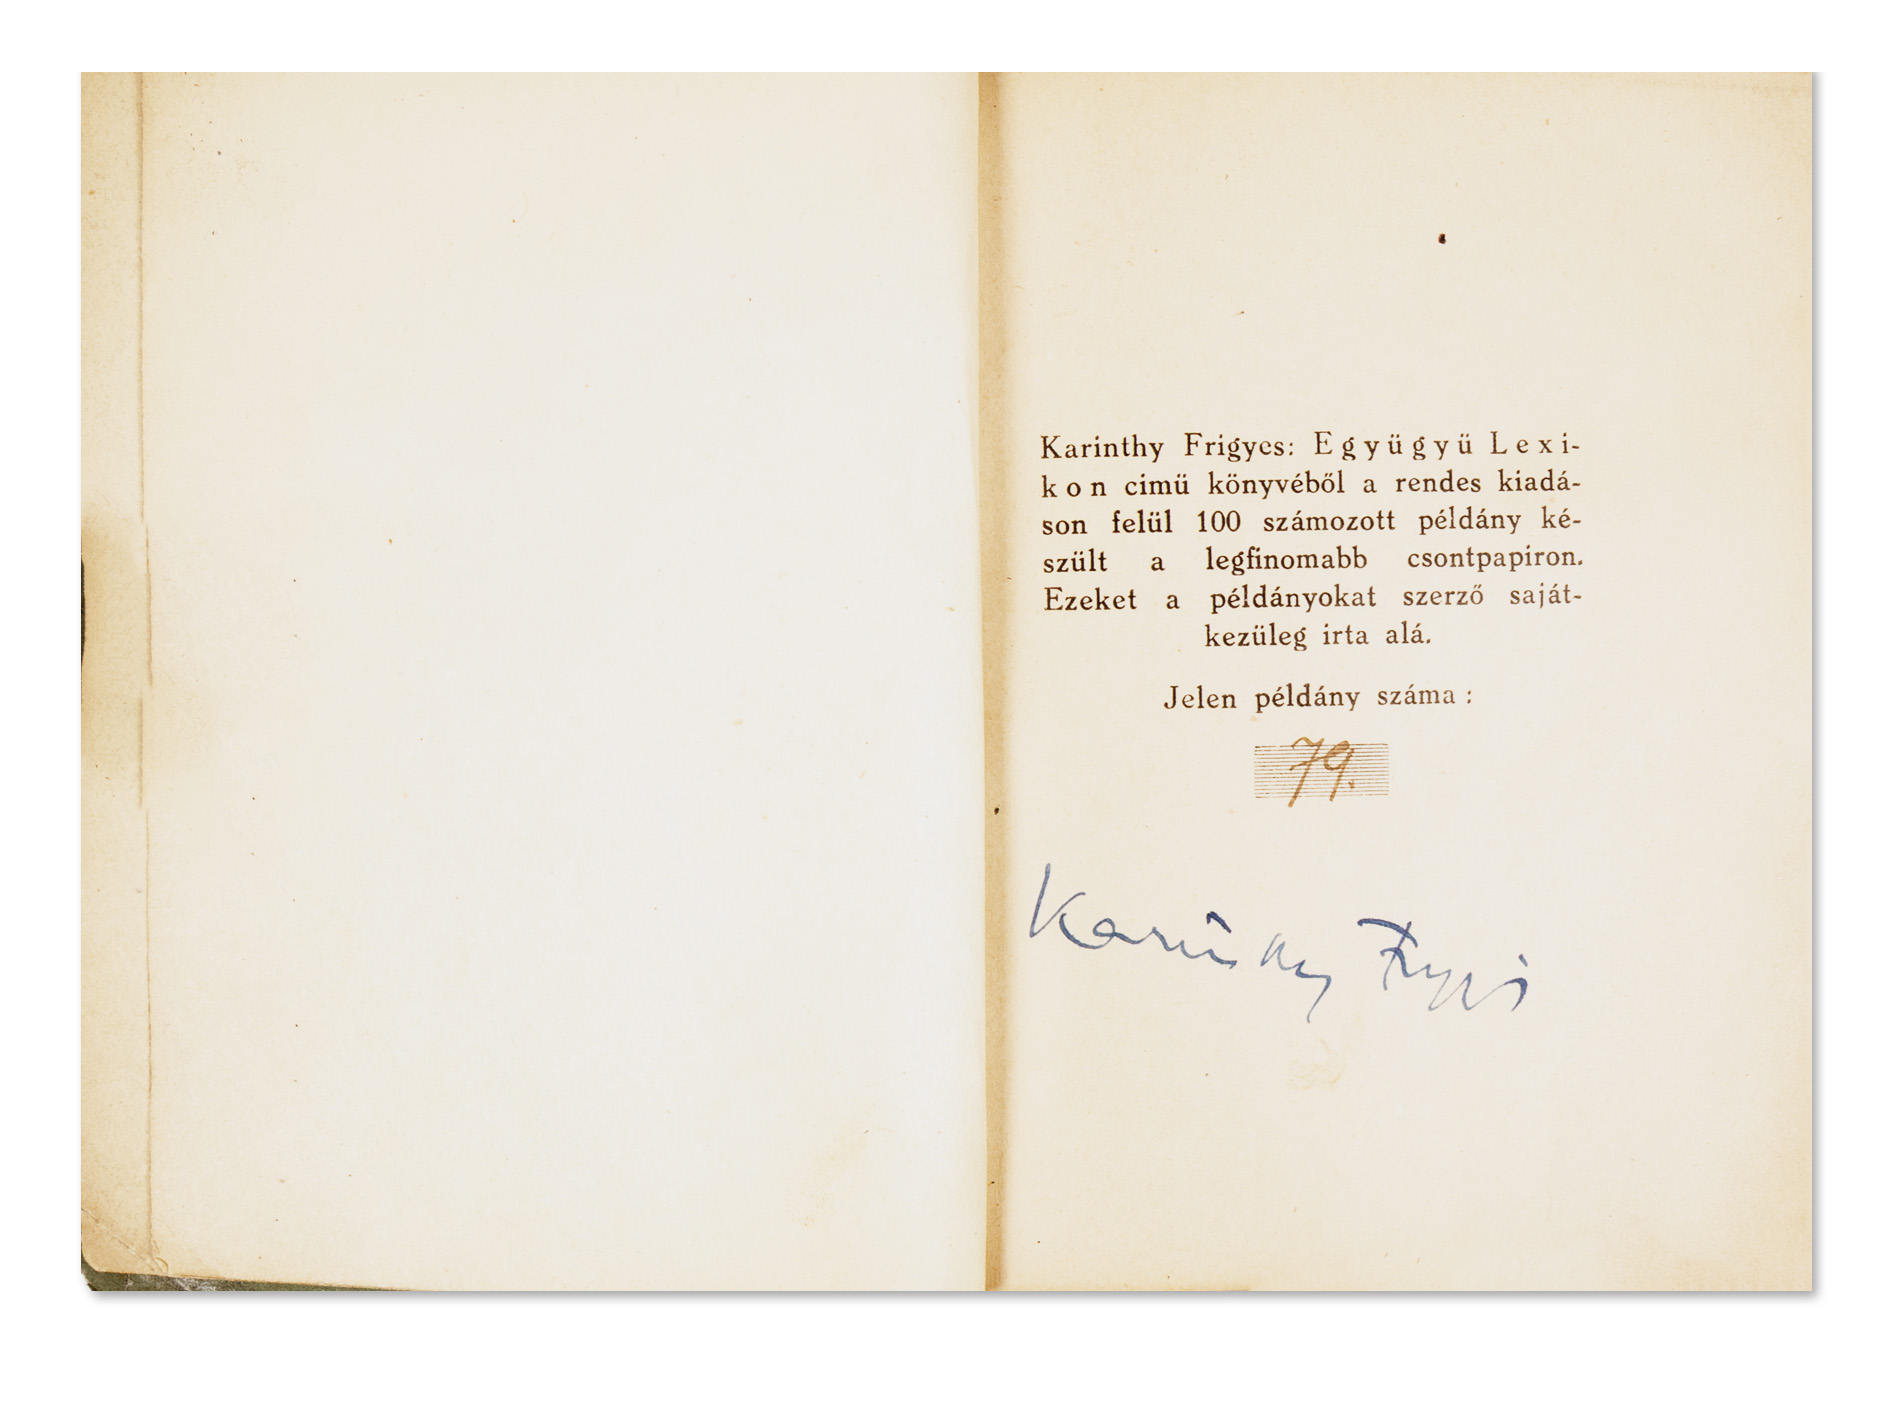 Karinthy Frigyes: Együgyü Lexi-
kon cimü könyvéből a rendes kiadá-
son felül 100 számozott példány ké-
szült a legfinomabb csontpapiron.
Ezeket a példányokat szerző saját-
kezüleg irta alá.
Jelen példány száma :
79.
Karinthy Frigyes